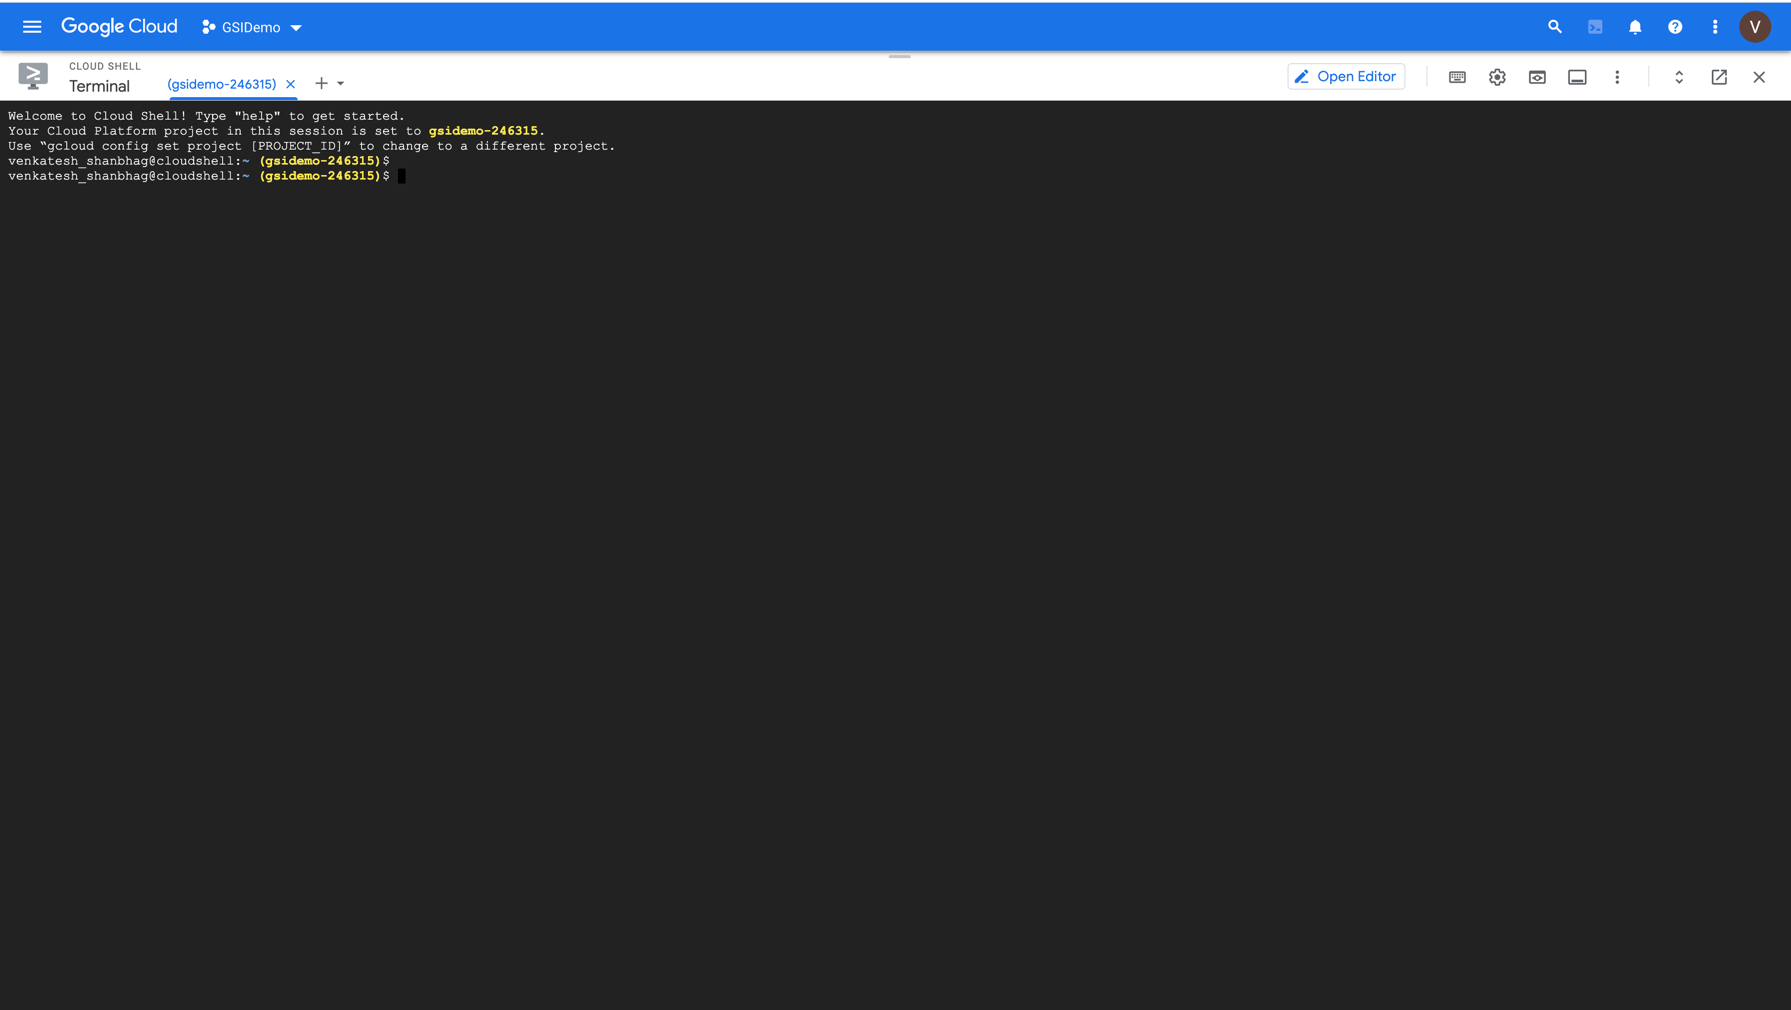 Google Cloud
GSIDemo
V
CLOUD SHELL
Terminal
(gsidemo-246315)
Open Editor
Welcome to Cloud Shell! Type "help" to get started.
Your Cloud Platform project in this session is set to gsidemo-246315.
Use “gcloud config set project [PROJECT_ID]” to change to a different project.
venkatesh_shanbhag@cloudshell:~ (gsidemo-246315)$
venkatesh_shanbhag@cloudshell:~ (gsidemo-246315)$